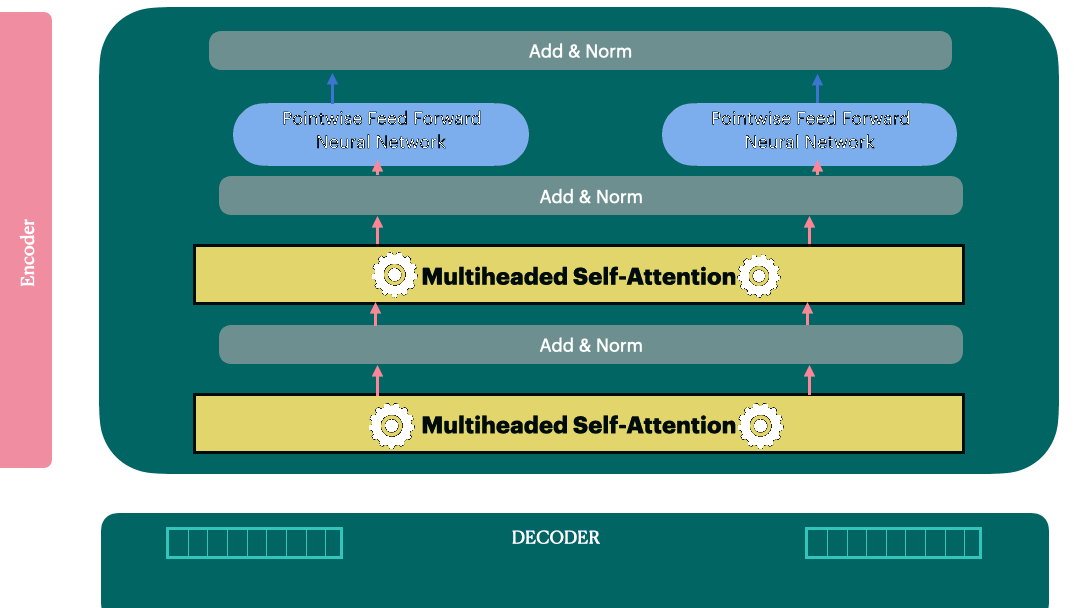 Add & Norm
Pointwise Feed Forward
Neural Network
Pointwise Feed Forward
Neural Network
Add & Norm
Encoder
Multiheaded Self-Attention
Add & Norm
Multiheaded Self-Attention
DECODER